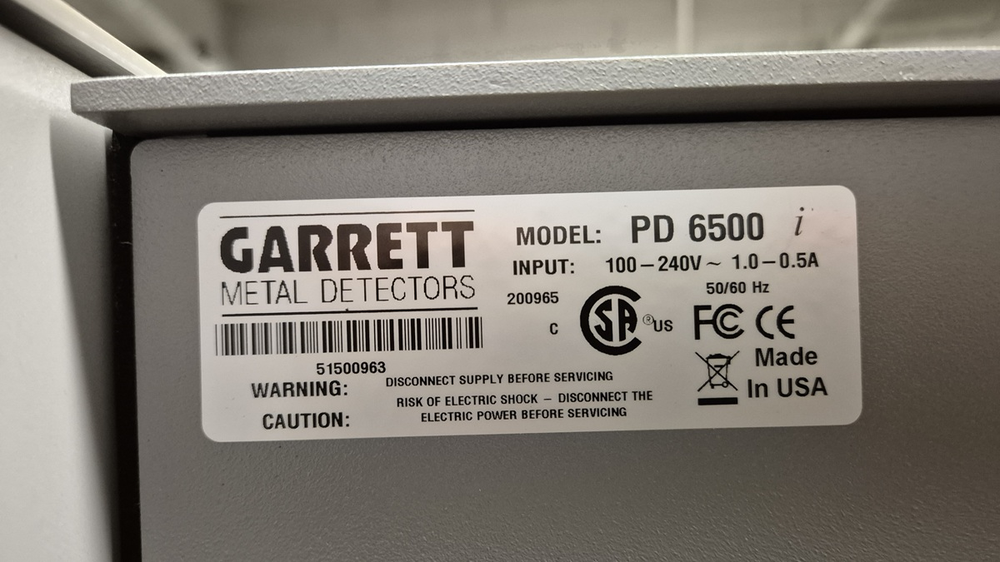 GARRETT
METAL DETECTORS
51500963
MODEL: PD 6500 i
INPUT: 100–240V ~ 1.0–0.5A
50/60 Hz
200965
C SA ® US FC CE
Made
In USA
WARNING: DISCONNECT SUPPLY BEFORE SERVICING
CAUTION: RISK OF ELECTRIC SHOCK – DISCONNECT THE
ELECTRIC POWER BEFORE SERVICING